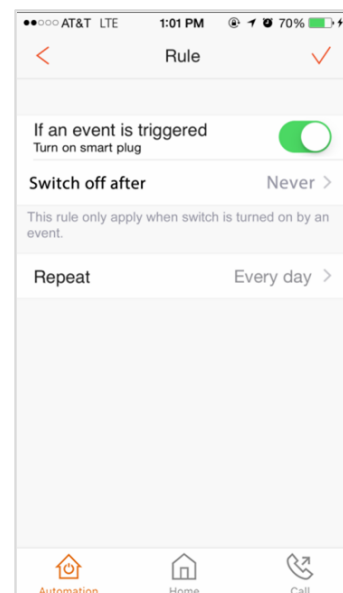 AT&T LTE 1:01 PM 70%
Rule
If an event is triggered
Turn on smart plug
Switch off after Never >
This rule only apply when switch is turned on by an
event.
Repeat Every day >
Automation Home Call